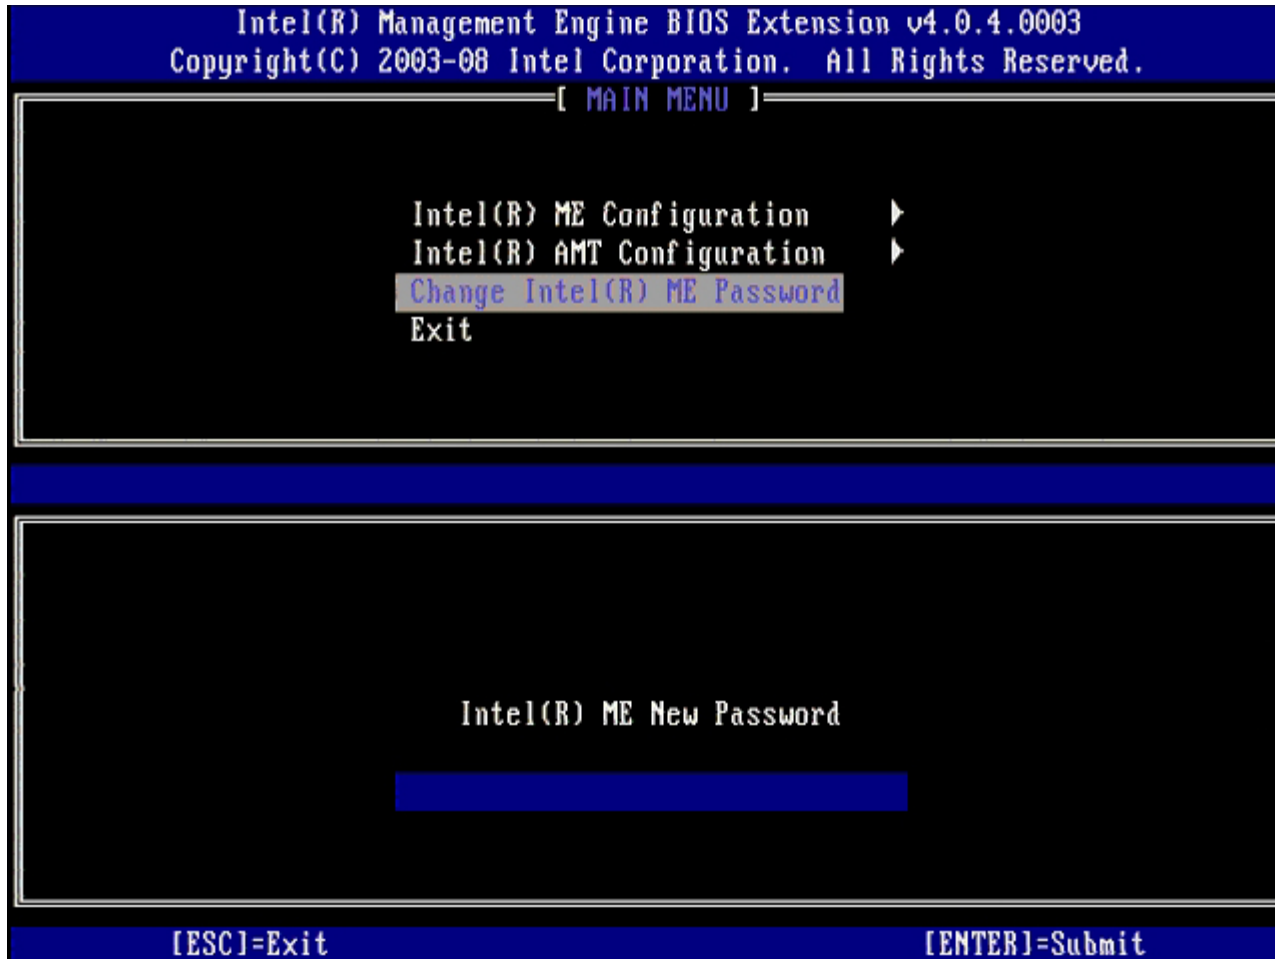 Intel(R) Management Engine BIOS Extension v4.0.4.0003
Copyright(C) 2003-08 Intel Corporation. All Rights Reserved.
[ MAIN MENU ]
Intel(R) ME Configuration ►
Intel(R) AMT Configuration ►
Change Intel(R) ME Password
Exit
Intel(R) ME New Password
[ESC]=Exit [ENTER]=Submit